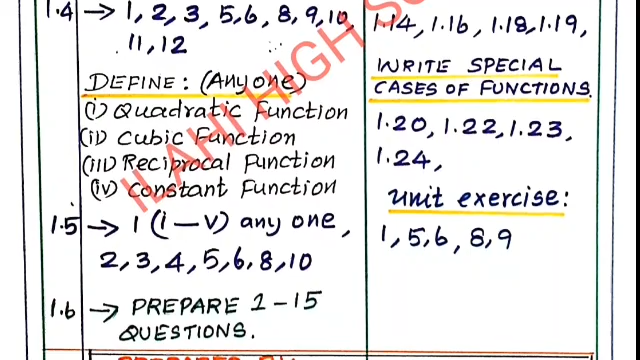 1.4 → 1, 2, 3, 5, 6, 8, 9, 10,
11, 12
DEFINE: (Any one)
(i) Quadratic Function
(ii) Cubic Function
(iii) Reciprocal Function
(iv) Constant Function
1.5 → 1 (i — v) any one,
2, 3, 4, 5, 6, 8, 10
1.6 → PREPARE 1 – 15
QUESTIONS.
1.14, 1.16, 1.18, 1.19,
WRITE SPECIAL
CASES OF FUNCTIONS.
1.20, 1.22, 1.23,
1.24,
Unit exercise:
1, 5, 6, 8, 9
ILAHI HIGH